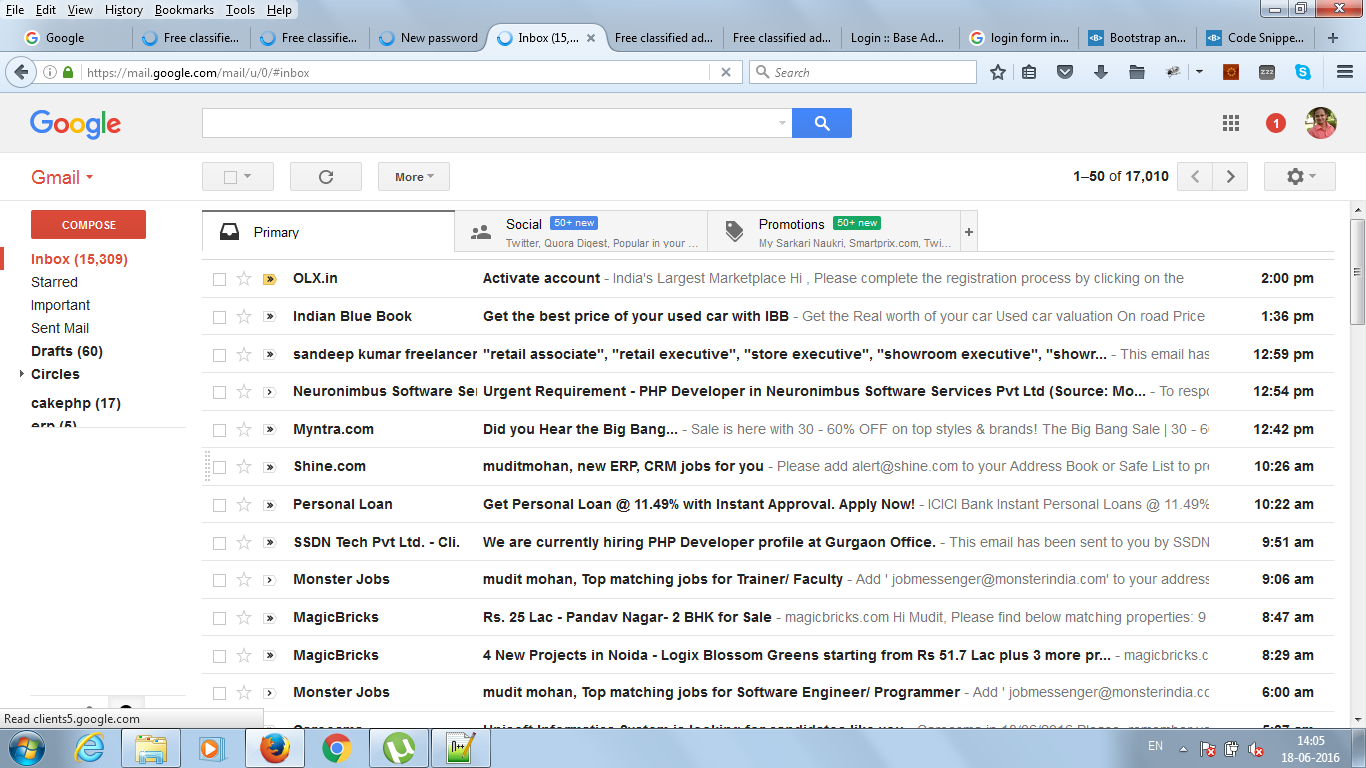 File Edit View History Bookmarks Tools Help
Google Free classifie... Free classifie... New password Inbox (15,... Free classified ad... Free classified ad... Login :: Base Ad... login form in... Bootstrap an... Code Snippe...
https://mail.google.com/mail/u/0/#inbox Search
Google 1
Gmail More 1–50 of 17,010
COMPOSE
Inbox (15,309)
Starred
Important
Sent Mail
Drafts (60)
Circles
cakephp (17)
erp (5)
Primary
Social 50+ new
Twitter, Quora Digest, Popular in your ...
Promotions 50+ new
My Sarkari Naukri, Smartprix.com, Twi...
OLX.in Activate account - India's Largest Marketplace Hi , Please complete the registration process by clicking on the 2:00 pm
Indian Blue Book Get the best price of your used car with IBB - Get the Real worth of your car Used car valuation On road Price 1:36 pm
sandeep kumar freelancer "retail associate", "retail executive", "store executive", "showroom executive", "showr... - This email has 12:59 pm
Neuronimbus Software Se Urgent Requirement - PHP Developer in Neuronimbus Software Services Pvt Ltd (Source: Mo... - To respo 12:54 pm
Myntra.com Did you Hear the Big Bang... - Sale is here with 30 - 60% OFF on top styles & brands! The Big Bang Sale | 30 - 6 12:42 pm
Shine.com muditmohan, new ERP, CRM jobs for you - Please add alert@shine.com to your Address Book or Safe List to pr 10:26 am
Personal Loan Get Personal Loan @ 11.49% with Instant Approval. Apply Now! - ICICI Bank Instant Personal Loans @ 11.49% 10:22 am
SSDN Tech Pvt Ltd. - Cli. We are currently hiring PHP Developer profile at Gurgaon Office. - This email has been sent to you by SSDN 9:51 am
Monster Jobs mudit mohan, Top matching jobs for Trainer/ Faculty - Add ' jobmessenger@monsterindia.com' to your address 9:06 am
MagicBricks Rs. 25 Lac - Pandav Nagar- 2 BHK for Sale - magicbricks.com Hi Mudit, Please find below matching properties: 9 8:47 am
MagicBricks 4 New Projects in Noida - Logix Blossom Greens starting from Rs 51.7 Lac plus 3 more pr... - magicbricks.c 8:29 am
Monster Jobs mudit mohan, Top matching jobs for Software Engineer/ Programmer - Add ' jobmessenger@monsterindia.co 6:00 am
Read clients5.google.com
EN 14:05
18-06-2016